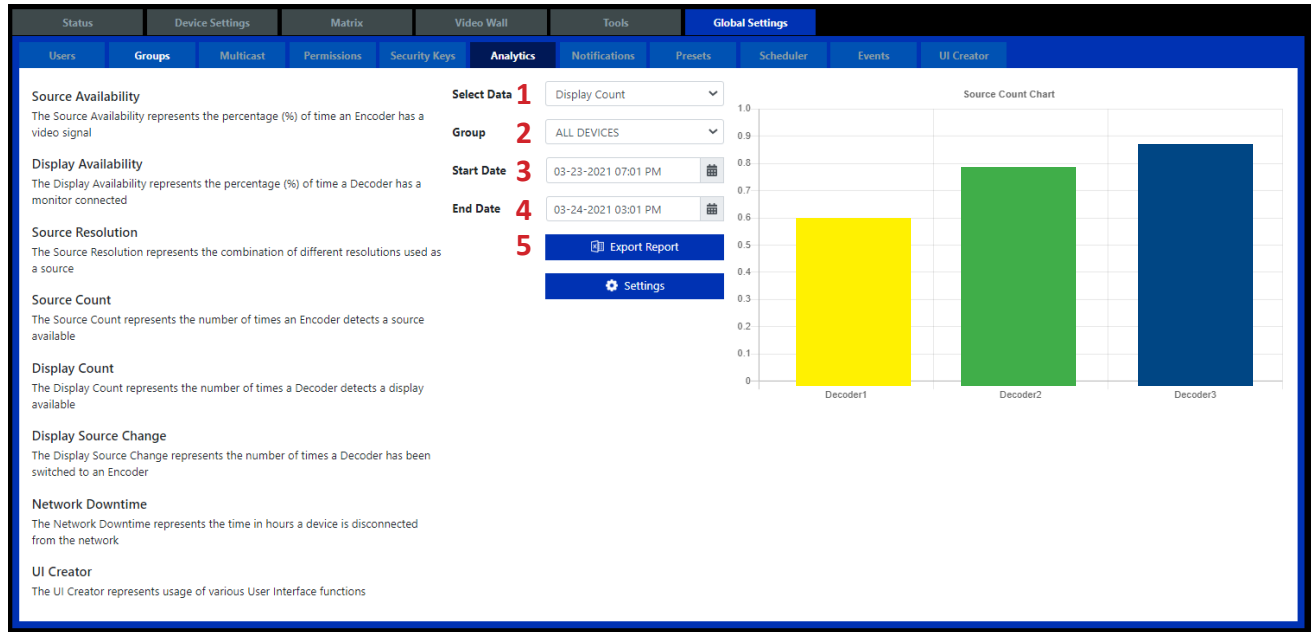 Status Device Settings Matrix Video Wall Tools Global Settings
Users Groups Multicast Permissions Security Keys Analytics Notifications Presets Scheduler Events UI Creator
Source Availability
The Source Availability represents the percentage (%) of time an Encoder has a
video signal
Display Availability
The Display Availability represents the percentage (%) of time a Decoder has a
monitor connected
Source Resolution
The Source Resolution represents the combination of different resolutions used as
a source
Source Count
The Source Count represents the number of times an Encoder detects a source
available
Display Count
The Display Count represents the number of times a Decoder detects a display
available
Display Source Change
The Display Source Change represents the number of times a Decoder has been
switched to an Encoder
Network Downtime
The Network Downtime represents the time in hours a device is disconnected
from the network
UI Creator
The UI Creator represents usage of various User Interface functions
Select Data 1 Display Count
Group 2 ALL DEVICES
Start Date 3 03-23-2021 07:01 PM
End Date 4 03-24-2021 03:01 PM
5 Export Report
Settings
Source Count Chart
1.0
0.9
0.8
0.7
0.6
0.5
0.4
0.3
0.2
0.1
0
Decoder1 Decoder2 Decoder3